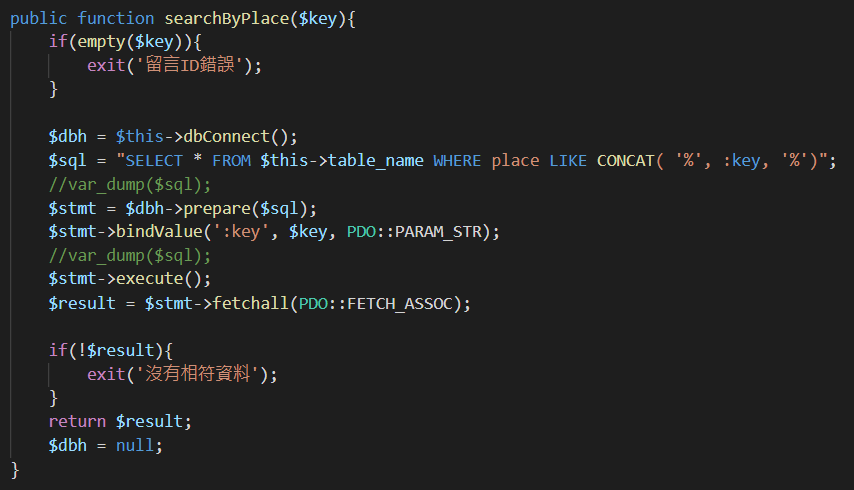 public function searchByPlace($key){
    if(empty($key)){
        exit('留言ID錯誤');
    }

    $dbh = $this->dbConnect();
    $sql = "SELECT * FROM $this->table_name WHERE place LIKE CONCAT( '%', :key, '%')";
    //var_dump($sql);
    $stmt = $dbh->prepare($sql);
    $stmt->bindValue(':key', $key, PDO::PARAM_STR);
    //var_dump($sql);
    $stmt->execute();
    $result = $stmt->fetchall(PDO::FETCH_ASSOC);

    if(!$result){
        exit('沒有相符資料');
    }
    return $result;
    $dbh = null;
}